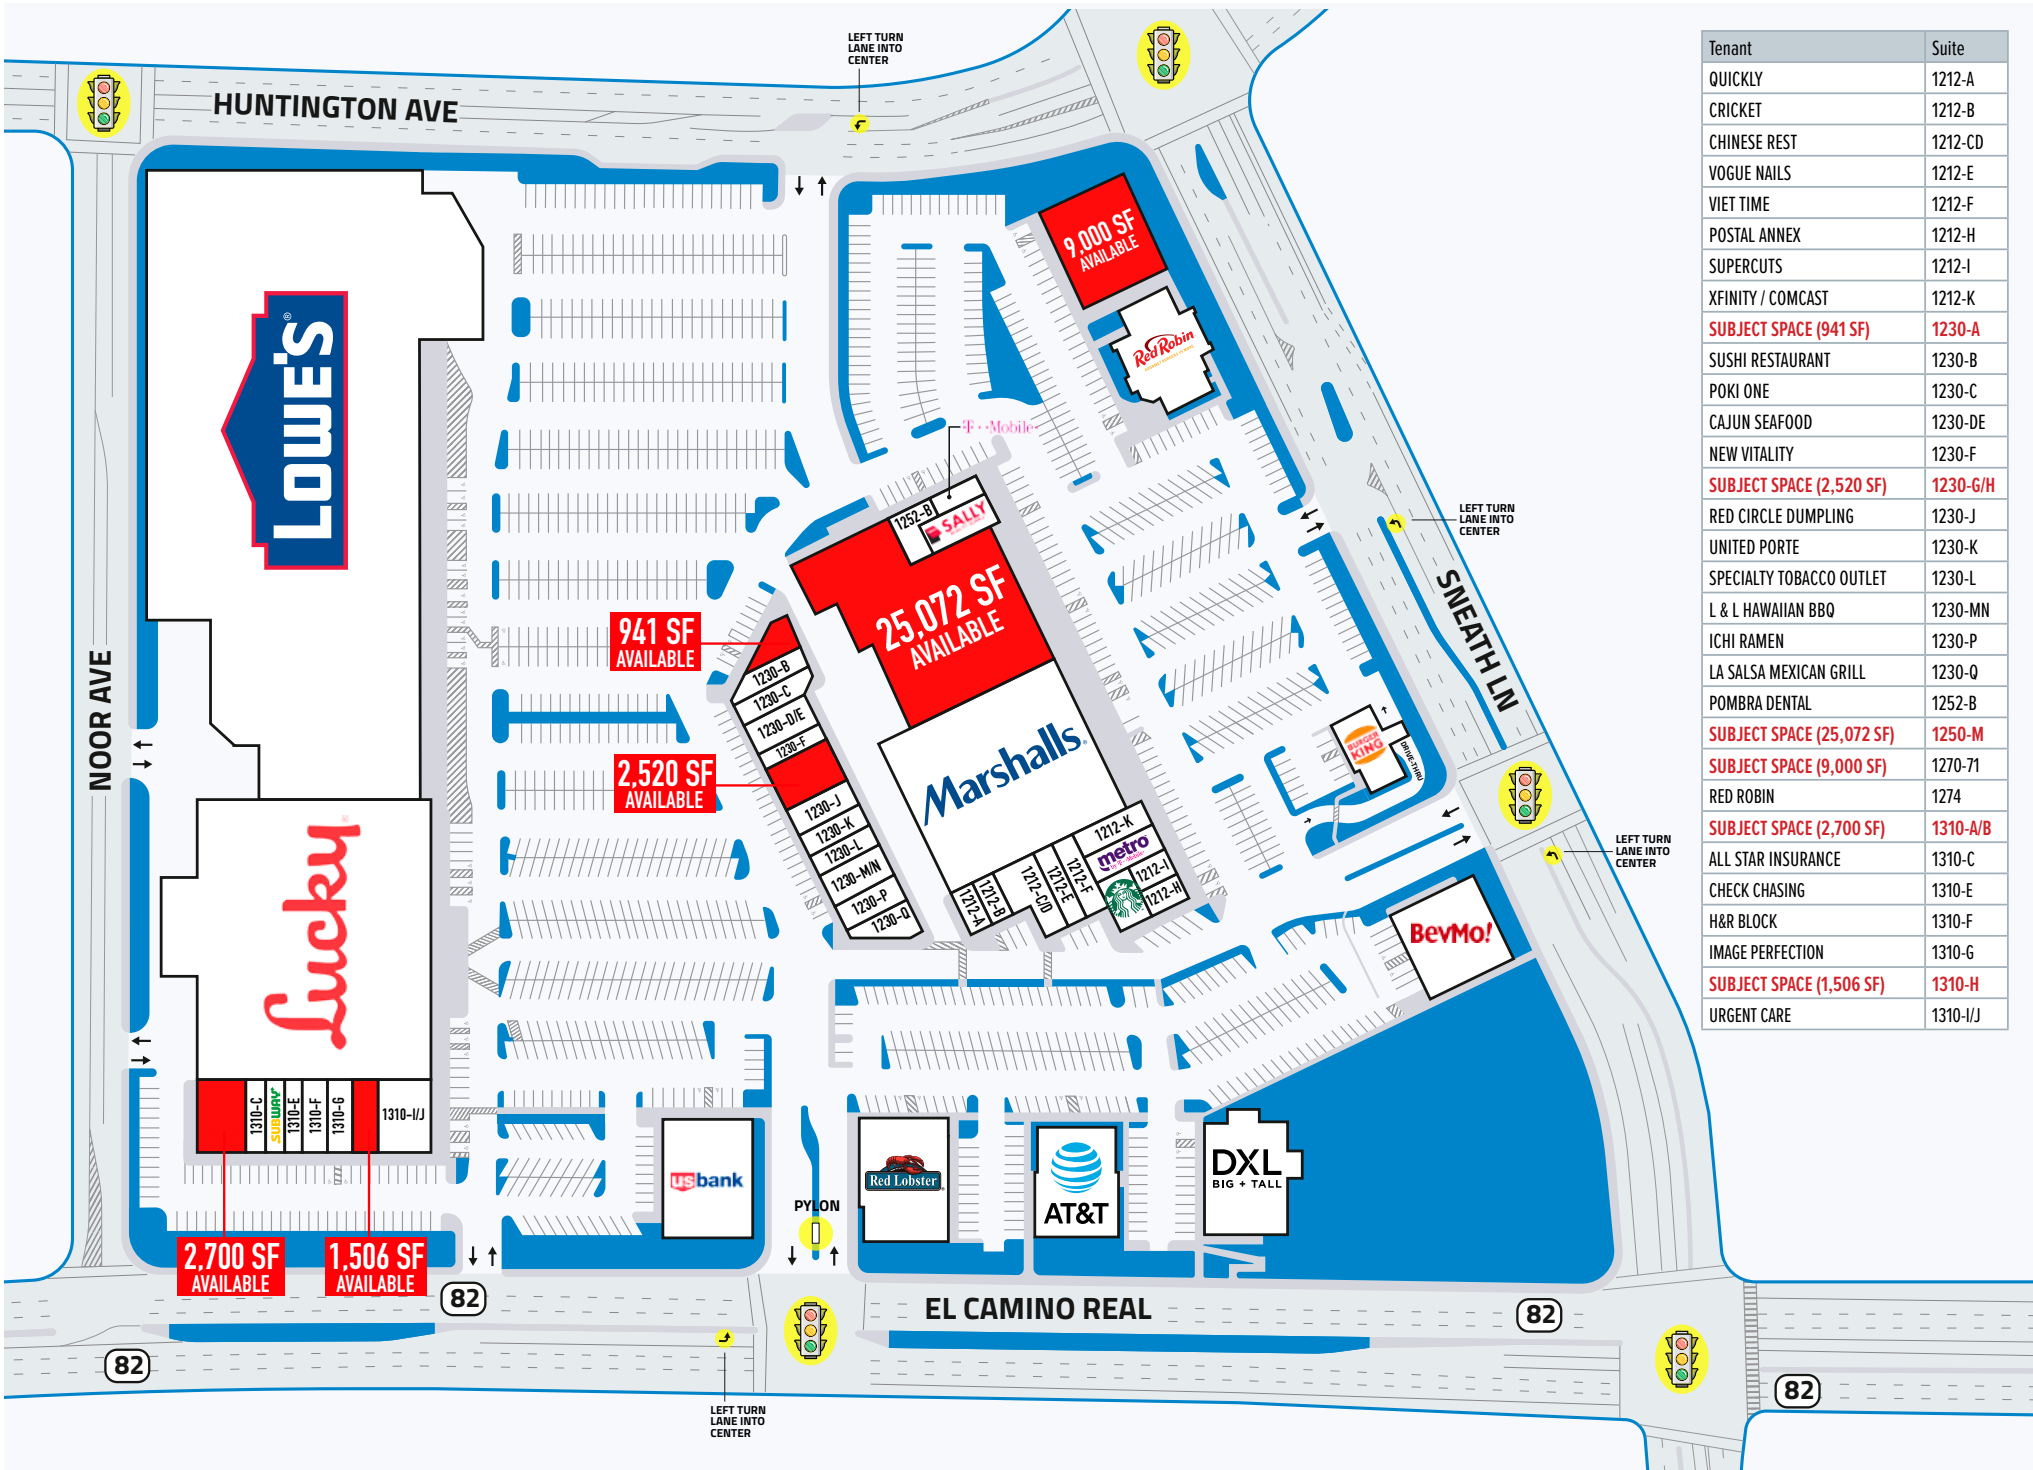 LEFT TURN
LANE INTO
CENTER
HUNTINGTON AVE
9,000 SF
AVAILABLE
Red Robin
LOWE'S
T··Mobile·
1252-B
SALLY
LEFT TURN
LANE INTO
CENTER
25,072 SF
AVAILABLE
SNEATH LN
941 SF
AVAILABLE
1230-B
1230-C
1230-D/E
1230-F
NOOR AVE
Marshalls.
BURGER
KING
DRIVE-THRU
2,520 SF
AVAILABLE
1230-J
1230-K
1230-L
1230-M/N
1230-P
1230-Q
1212-K
metro
1212-I
1212-H
1212-A
1212-B
1212-C/D
1212-E
1212-F
LEFT TURN
LANE INTO
CENTER
Lucky
BevMo!
1310-C
SUBWAY
1310-E
1310-F
1310-G
1310-I/J
usbank
Red Lobster
AT&T
DXL
BIG + TALL
PYLON
2,700 SF
AVAILABLE
1,506 SF
AVAILABLE
82
EL CAMINO REAL
82
82
82
LEFT TURN
LANE INTO
CENTER
Tenant Suite
QUICKLY 1212-A
CRICKET 1212-B
CHINESE REST 1212-CD
VOGUE NAILS 1212-E
VIET TIME 1212-F
POSTAL ANNEX 1212-H
SUPERCUTS 1212-I
XFINITY / COMCAST 1212-K
SUBJECT SPACE (941 SF) 1230-A
SUSHI RESTAURANT 1230-B
POKI ONE 1230-C
CAJUN SEAFOOD 1230-DE
NEW VITALITY 1230-F
SUBJECT SPACE (2,520 SF) 1230-G/H
RED CIRCLE DUMPLING 1230-J
UNITED PORTE 1230-K
SPECIALTY TOBACCO OUTLET 1230-L
L & L HAWAIIAN BBQ 1230-MN
ICHI RAMEN 1230-P
LA SALSA MEXICAN GRILL 1230-Q
POMBRA DENTAL 1252-B
SUBJECT SPACE (25,072 SF) 1250-M
SUBJECT SPACE (9,000 SF) 1270-71
RED ROBIN 1274
SUBJECT SPACE (2,700 SF) 1310-A/B
ALL STAR INSURANCE 1310-C
CHECK CHASING 1310-E
H&R BLOCK 1310-F
IMAGE PERFECTION 1310-G
SUBJECT SPACE (1,506 SF) 1310-H
URGENT CARE 1310-I/J